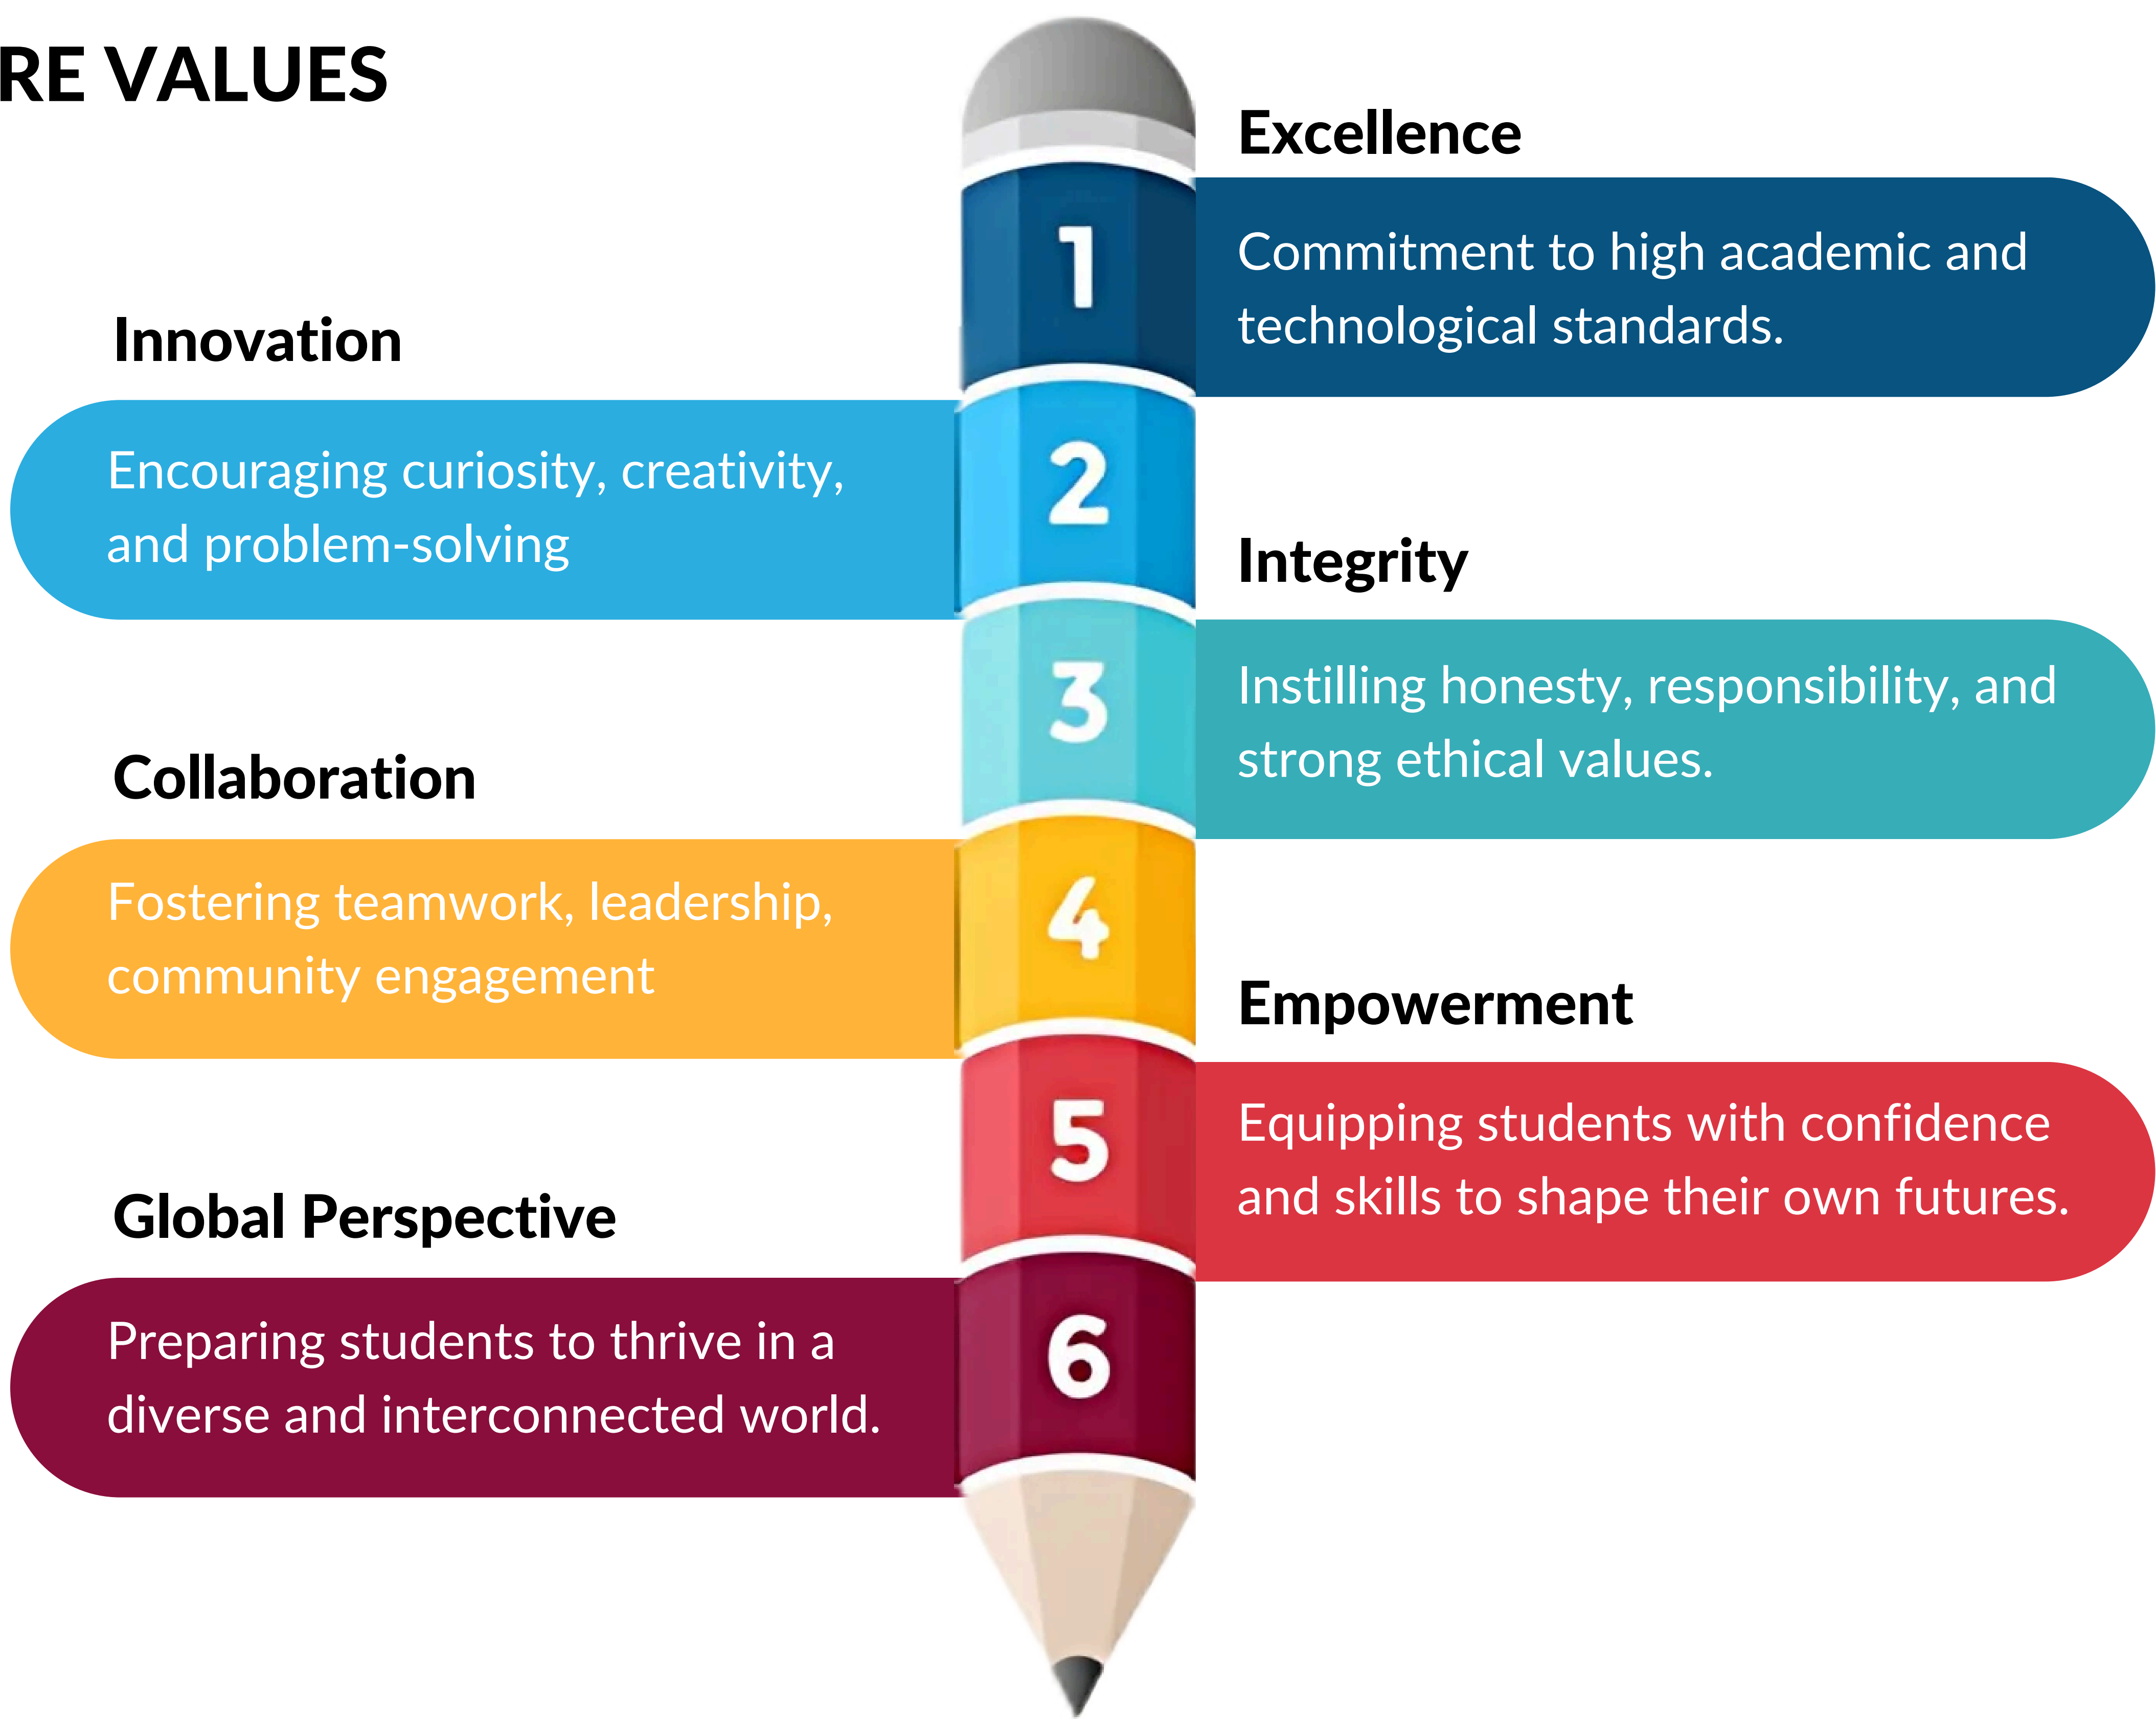 RE VALUES
1
Excellence
Commitment to high academic and
technological standards.
2
Innovation
Encouraging curiosity, creativity,
and problem-solving
3
Integrity
Instilling honesty, responsibility, and
strong ethical values.
4
Collaboration
Fostering teamwork, leadership,
community engagement
5
Empowerment
Equipping students with confidence
and skills to shape their own futures.
6
Global Perspective
Preparing students to thrive in a
diverse and interconnected world.